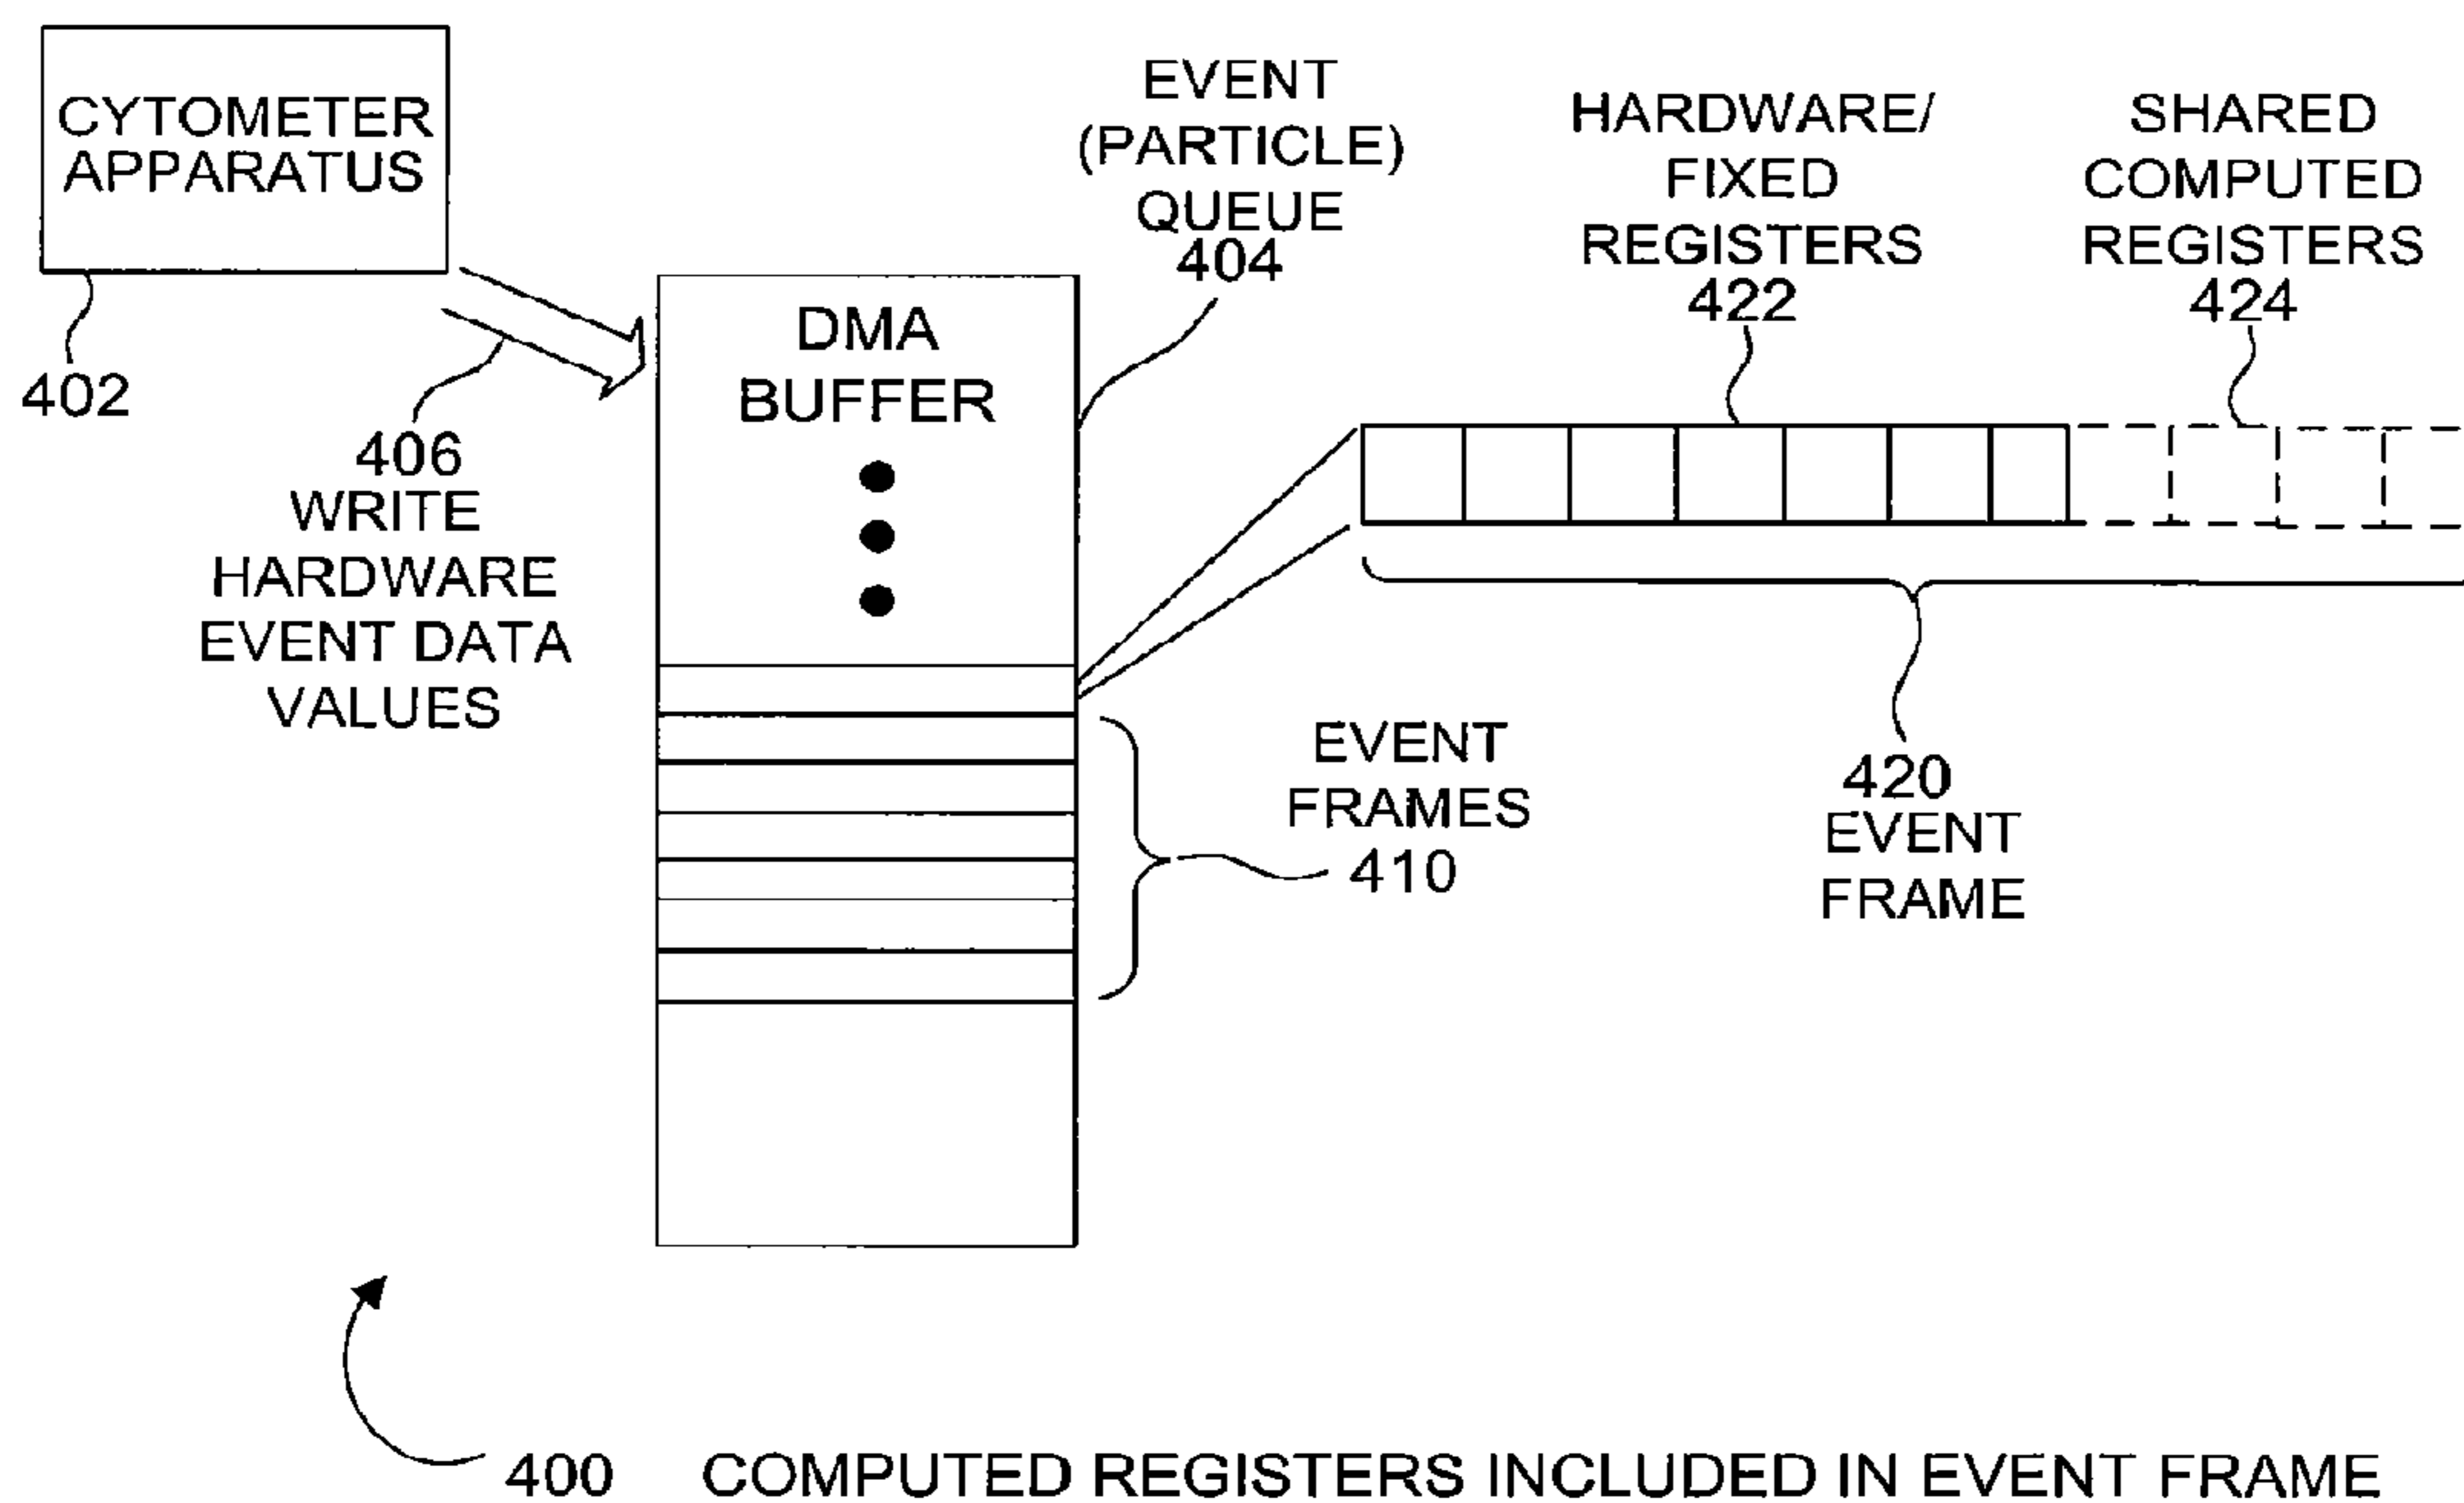 CYTOMETER
APPARATUS
402
EVENT
(PARTICLE)
QUEUE
404
HARDWARE/
FIXED
REGISTERS
422
SHARED
COMPUTED
REGISTERS
424
DMA
BUFFER
406
WRITE
HARDWARE
EVENT DATA
VALUES
EVENT
FRAMES
410
420
EVENT
FRAME
400 COMPUTED REGISTERS INCLUDED IN EVENT FRAME